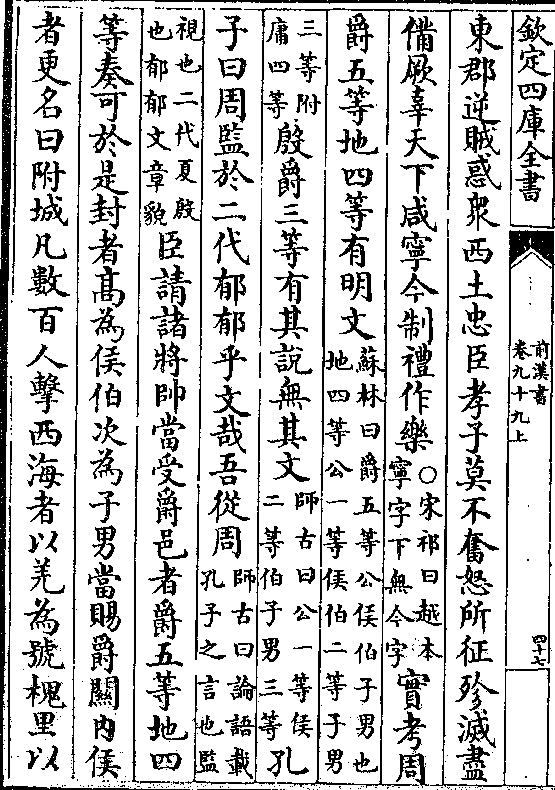 欽定四庫全書
前漢書
卷九十九上
四十七
東郡逆賊惑衆西土忠臣孝子莫不奮怒所征殄滅盡
備厥辜天下咸寧今制禮作樂○宋祁曰越本寧字下無今字實考周
爵五等地四等有明文蘇林曰爵五等公侯伯子男也地四等公一等侯伯二等子男
三等附庸四等殷爵三等有其說無其文師古曰公一等侯二等伯子男三等孔
子曰周監於二代郁郁乎文哉吾從周師古曰論語載孔子之言也監
視也二代夏殷也郁郁文章貌臣請諸將帥當受爵邑者爵五等地四
等奏可於是封者髙為侯伯次為子男當賜爵關內侯
者更名曰附城凡數百人擊西海者以羌為號槐里以